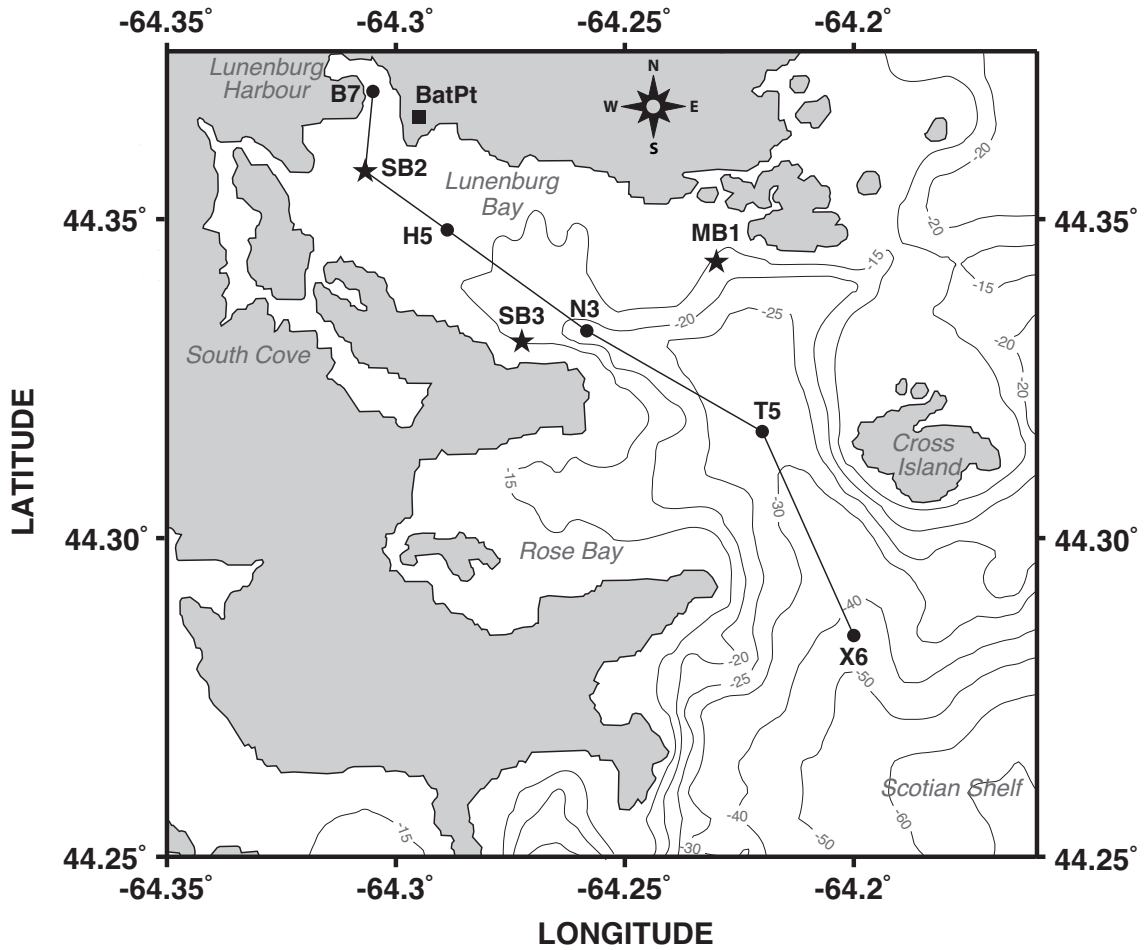 -64.35° -64.3° -64.25° -64.2°
Lunenburg
Harbour
B7
BatPt
N
W E
S
SB2
Lunenburg
Bay
-20
44.35° 44.35°
H5
MB1
-20
-15
-15
SB3
N3
-20
-25
-20
South Cove
-20
T5
Cross
Island
LATITUDE
-15
-30
44.30° 44.30°
Rose Bay
-40
X6
-20
-25
-50
Scotian Shelf
-40
-60
-15
-50
-30
44.25° 44.25°
-64.35° -64.3° -64.25° -64.2°
LONGITUDE